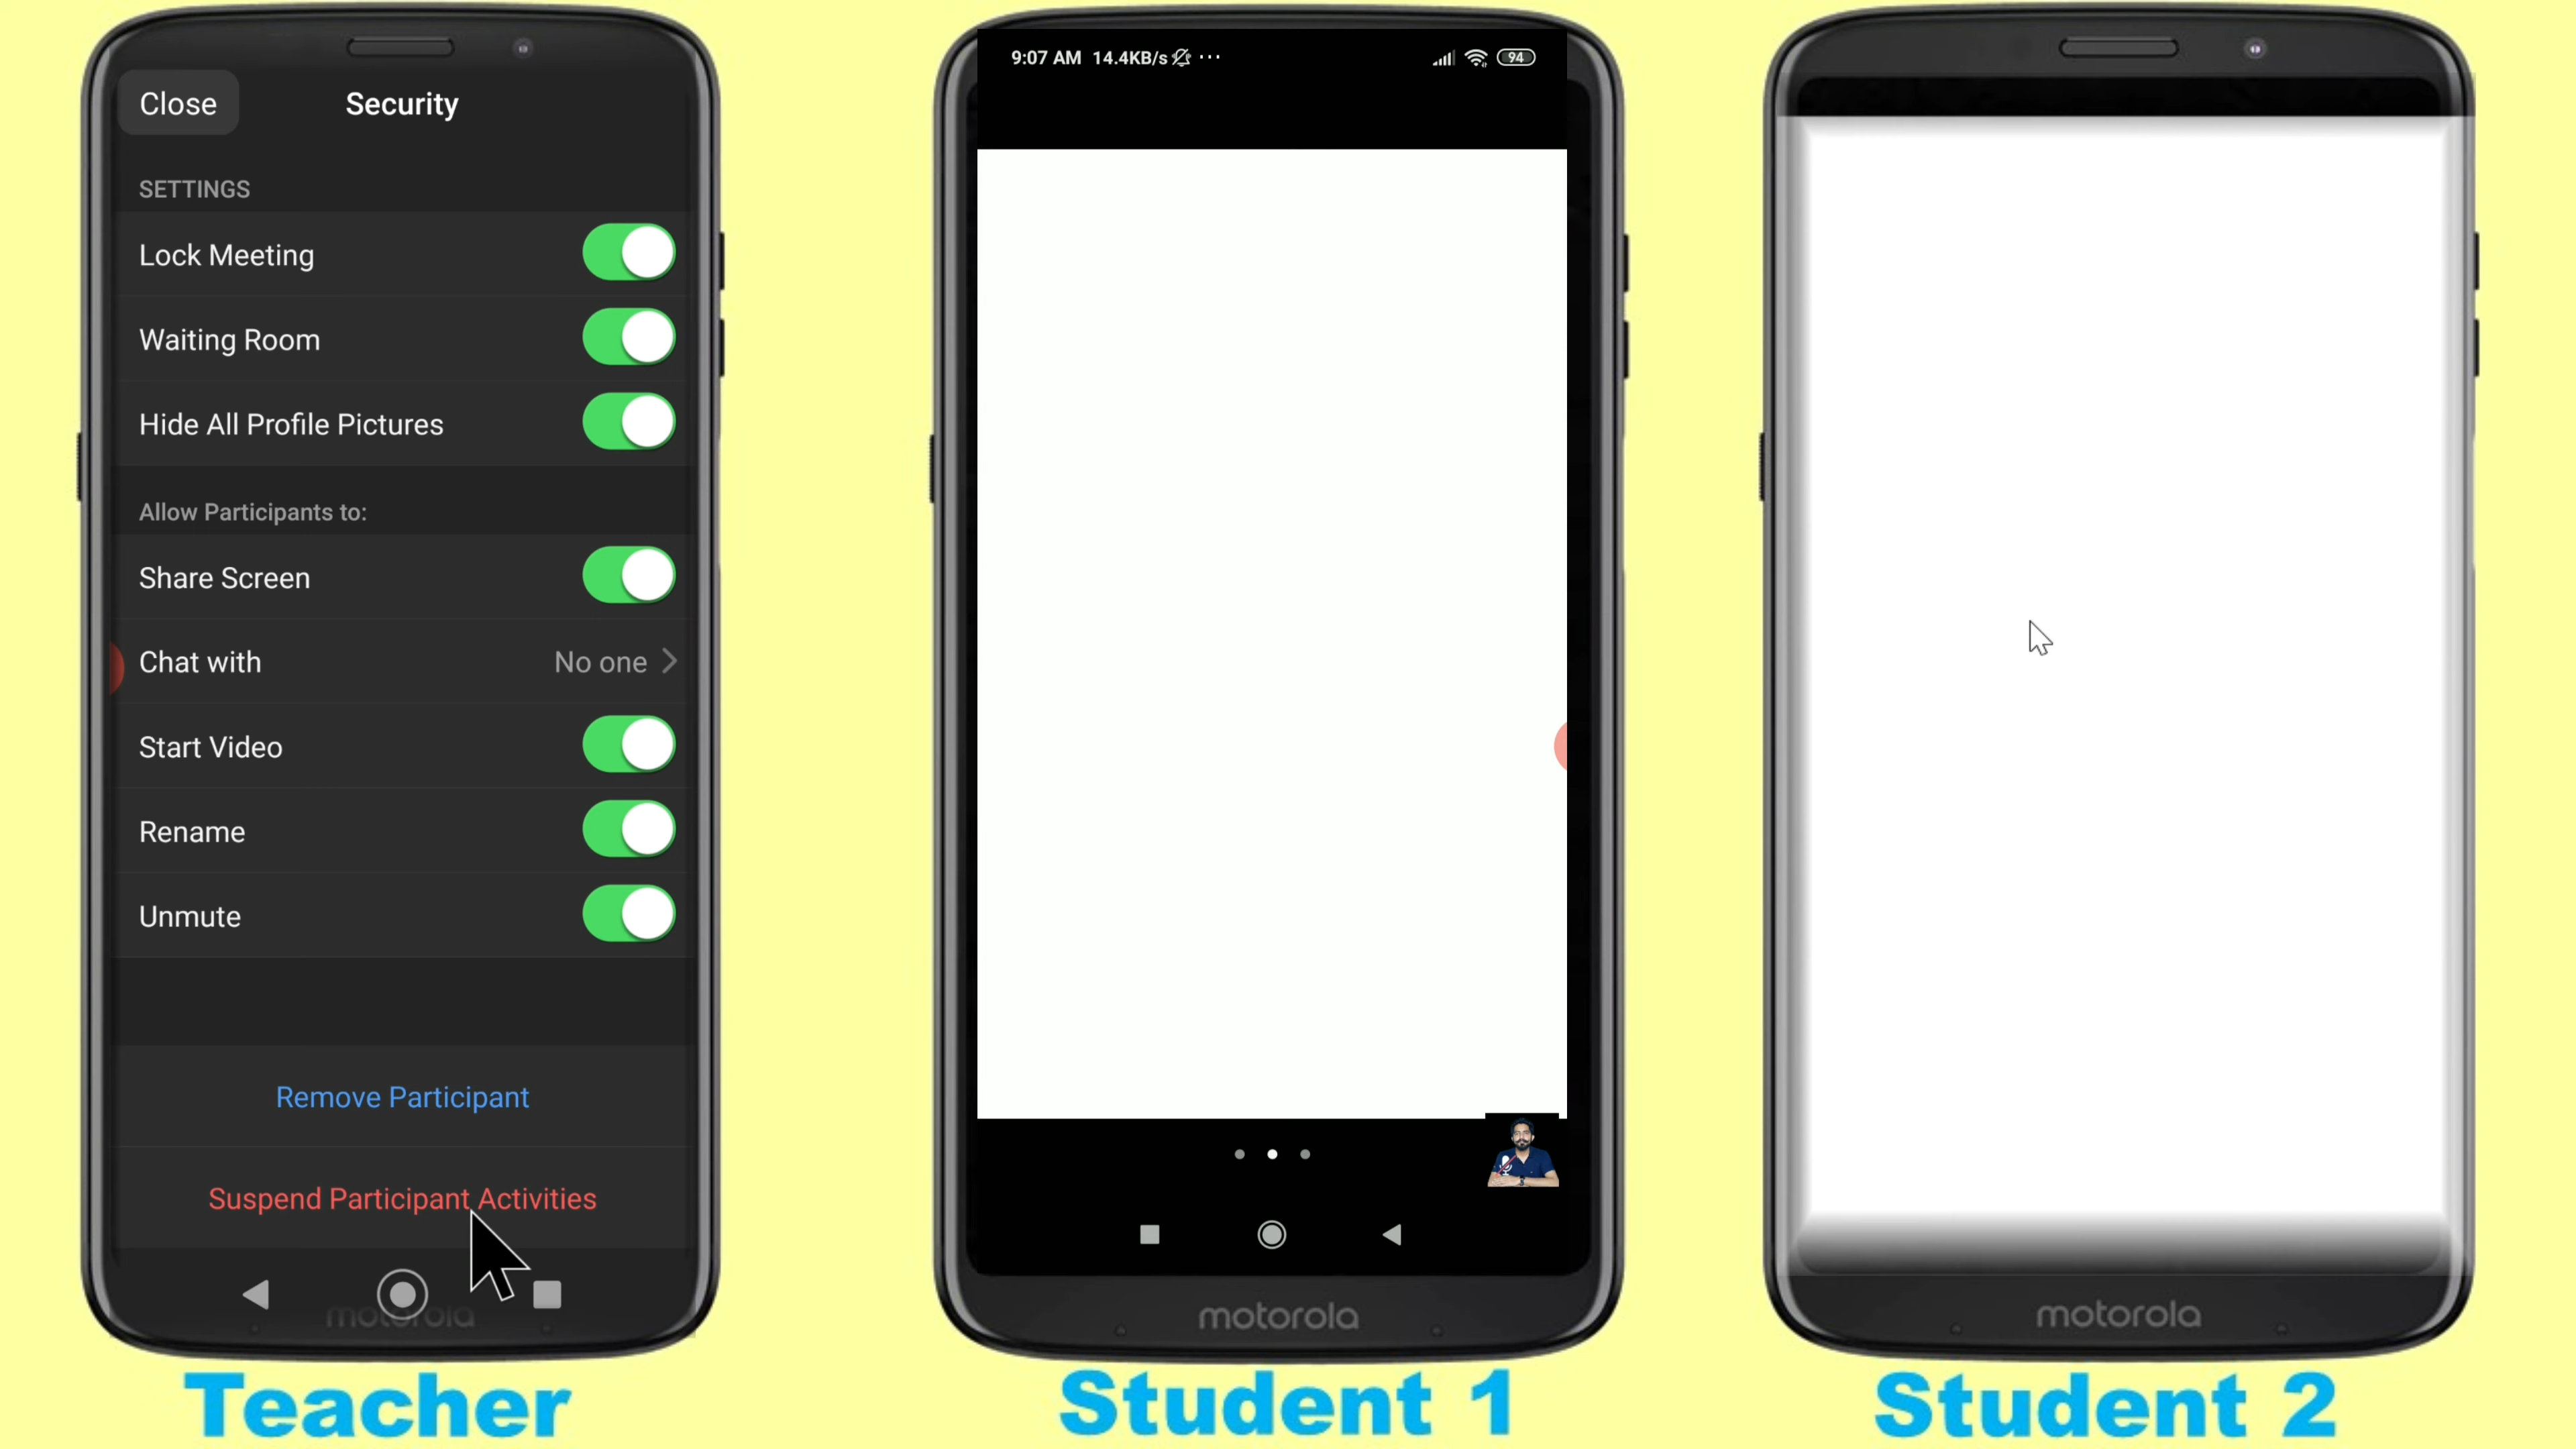 Close
Security
SETTINGS
Lock Meeting
Waiting Room
Hide All Profile Pictures
Allow Participants to:
Share Screen
Chat with
No one
Start Video
Rename
Unmute
Remove Participant
Suspend Participant Activities
motorola
Teacher
9:07 AM 14.4KB/s
94
motorola
Student 1
motorola
Student 2